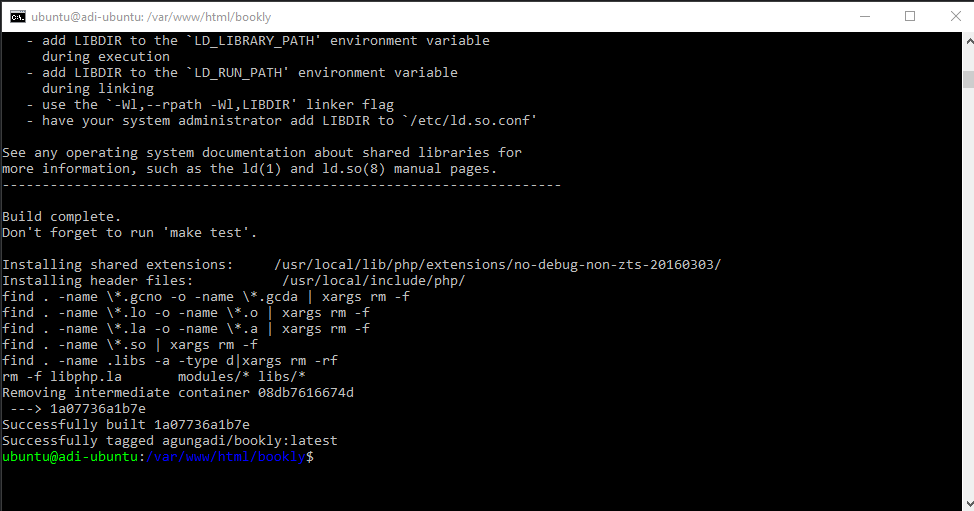 ubuntu@adi-ubuntu: /var/www/html/bookly
- add LIBDIR to the `LD_LIBRARY_PATH' environment variable
during execution
- add LIBDIR to the `LD_RUN_PATH' environment variable
during linking
- use the `-Wl,--rpath -Wl,LIBDIR' linker flag
- have your system administrator add LIBDIR to `/etc/ld.so.conf'
See any operating system documentation about shared libraries for
more information, such as the ld(1) and ld.so(8) manual pages.
----------------------------------------------------------------------
Build complete.
Don't forget to run 'make test'.
Installing shared extensions:     /usr/local/lib/php/extensions/no-debug-non-zts-20160303/
Installing header files:           /usr/local/include/php/
find . -name \*.gcno -o -name \*.gcda | xargs rm -f
find . -name \*.lo -o -name \*.o | xargs rm -f
find . -name \*.la -o -name \*.a | xargs rm -f
find . -name \*.so | xargs rm -f
find . -name .libs -a -type d|xargs rm -rf
rm -f libphp.la       modules/* libs/*
Removing intermediate container 08db7616674d
---> 1a07736a1b7e
Successfully built 1a07736a1b7e
Successfully tagged agungadi/bookly:latest
ubuntu@adi-ubuntu:/var/www/html/bookly$